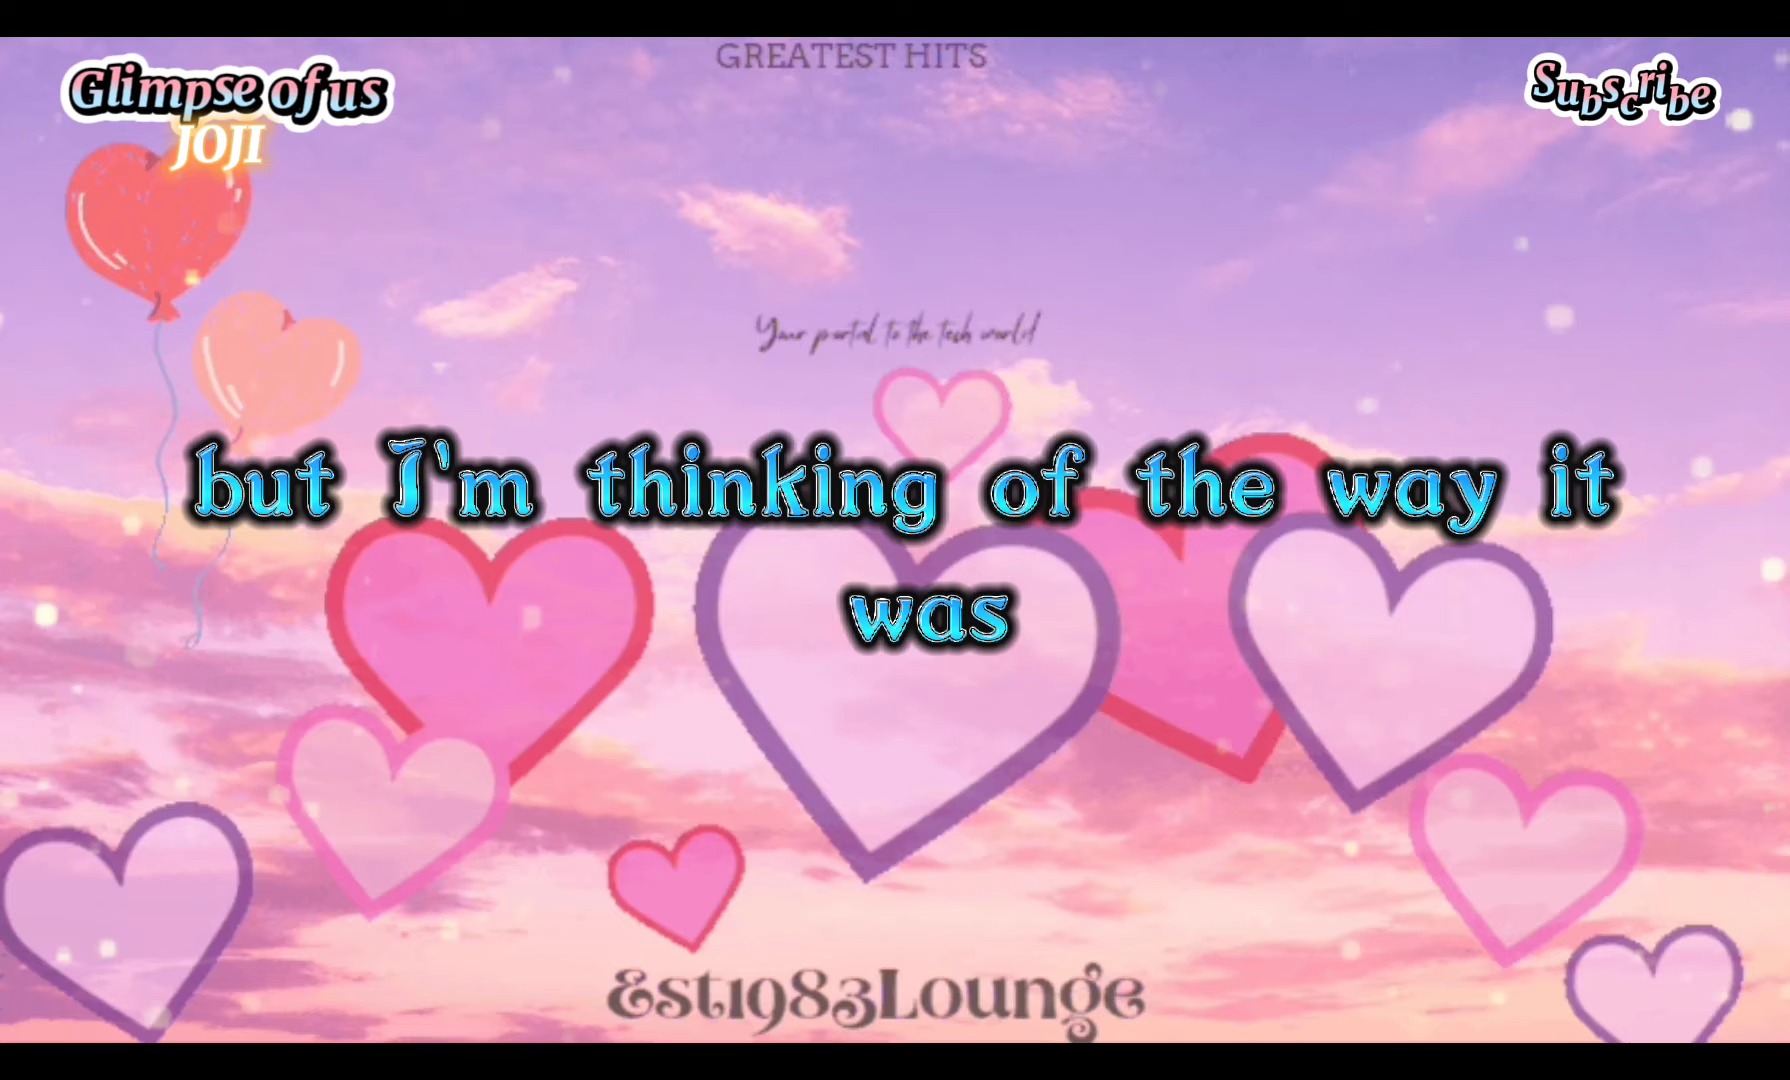 GREATEST HITS
Glimpse of us
JOJI
Subscribe
Your portal to the tech world
but I'm thinking of the way it
was
Est1983Lounge